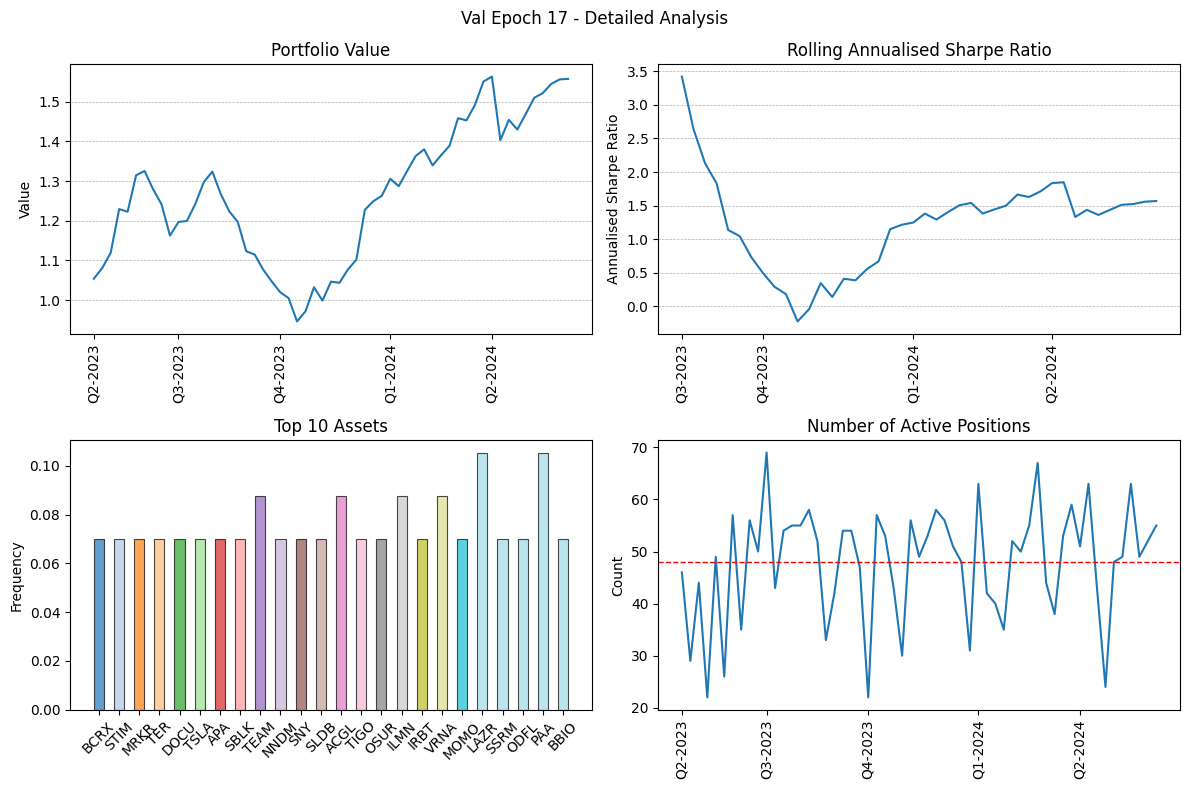 Val Epoch 17 - Detailed Analysis
Portfolio Value
Value
1.5
1.4
1.3
1.2
1.1
1.0
Q2-2023
Q3-2023
Q4-2023
Q1-2024
Q2-2024
Rolling Annualised Sharpe Ratio
Annualised Sharpe Ratio
3.5
3.0
2.5
2.0
1.5
1.0
0.5
0.0
Q3-2023
Q4-2023
Q1-2024
Q2-2024
Top 10 Assets
Frequency
0.10
0.08
0.06
0.04
0.02
0.00
BCRX
STIM
MRKR
TER
DOCU
TSLA
APA
SBLK
TEAM
NNDM
SNY
SLDB
ACGL
TIGO
OSUR
ILMN
IRBT
VRNA
MOMO
LAZR
SSRM
ODFL
PAA
BBIO
Number of Active Positions
Count
70
60
50
40
30
20
Q2-2023
Q3-2023
Q4-2023
Q1-2024
Q2-2024